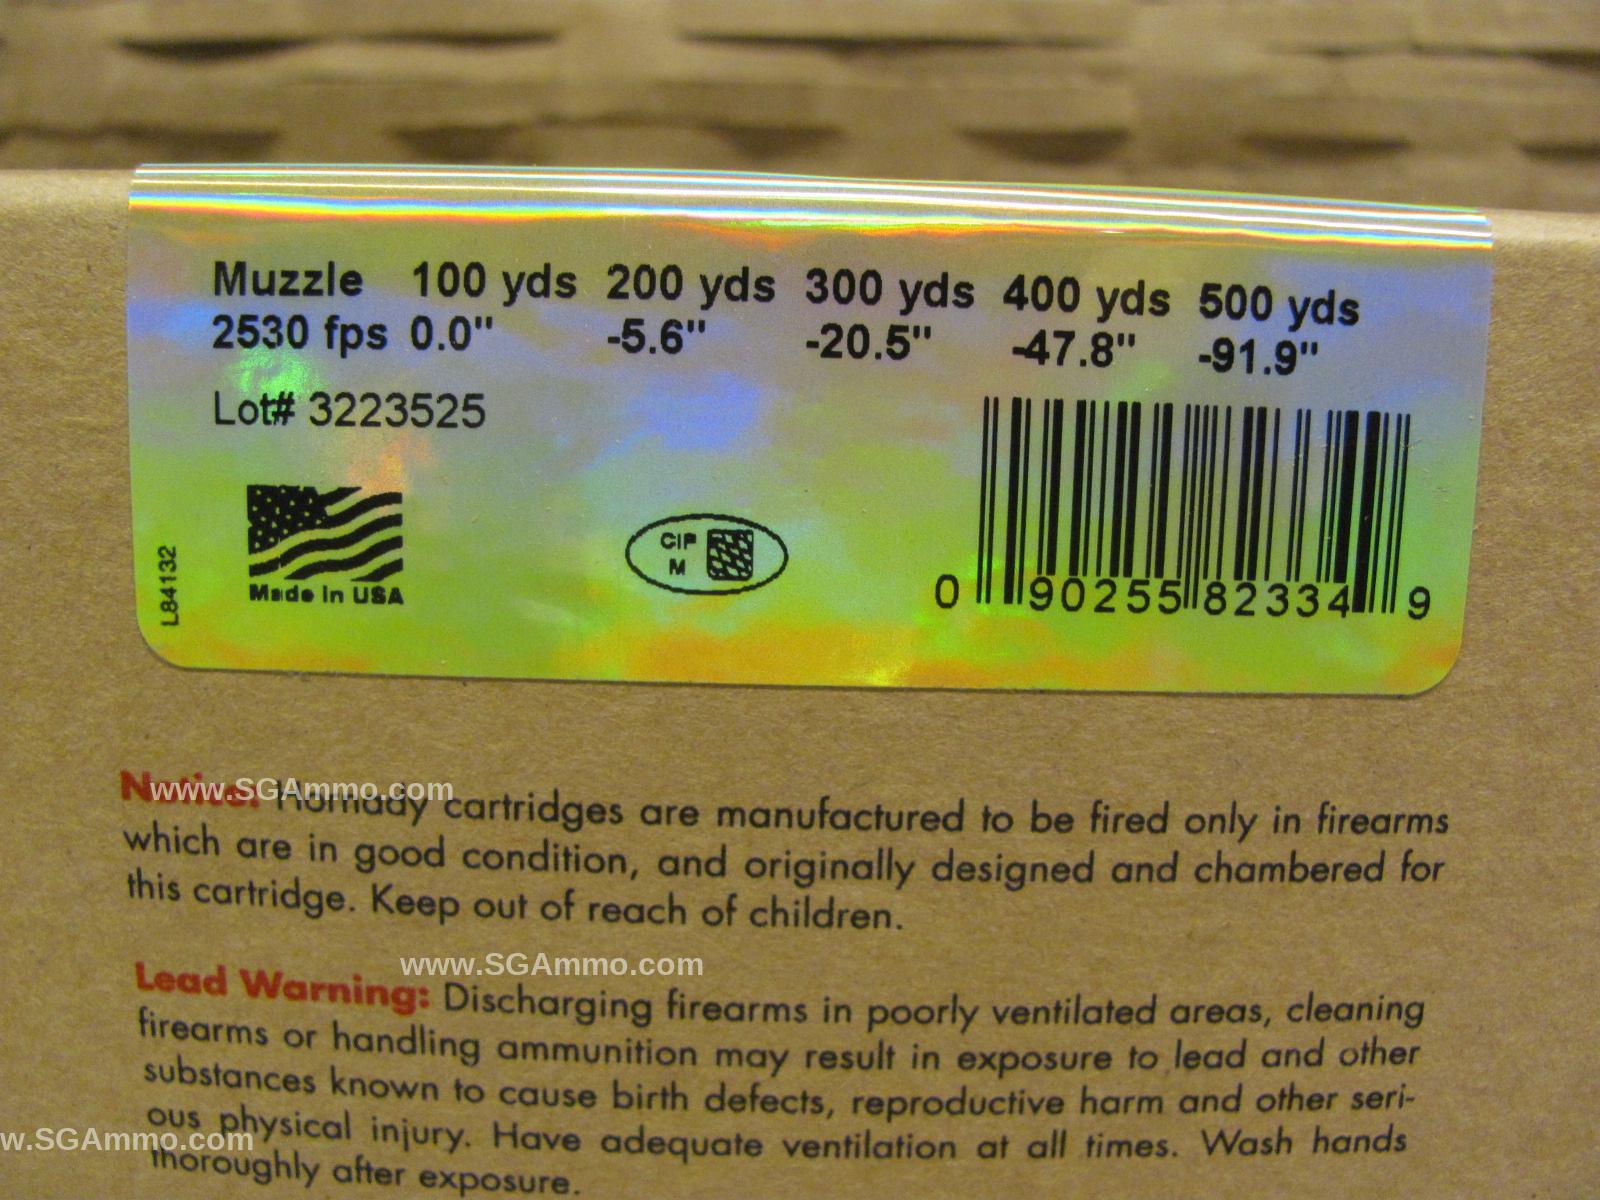 Muzzle 100 yds 200 yds 300 yds 400 yds 500 yds
2530 fps 0.0" -5.6" -20.5" -47.8" -91.9"
Lot# 3223525
L84132
Made in USA
CIP
M
0 90255 82334 9
Notice: Hornady cartridges are manufactured to be fired only in firearms
www.SGAmmo.com
which are in good condition, and originally designed and chambered for
this cartridge. Keep out of reach of children.
www.SGAmmo.com
Lead Warning: Discharging firearms in poorly ventilated areas, cleaning
firearms or handling ammunition may result in exposure to lead and other
substances known to cause birth defects, reproductive harm and other seri-
ous physical injury. Have adequate ventilation at all times. Wash hands
w.SGAmmo.com
thoroughly after exposure.